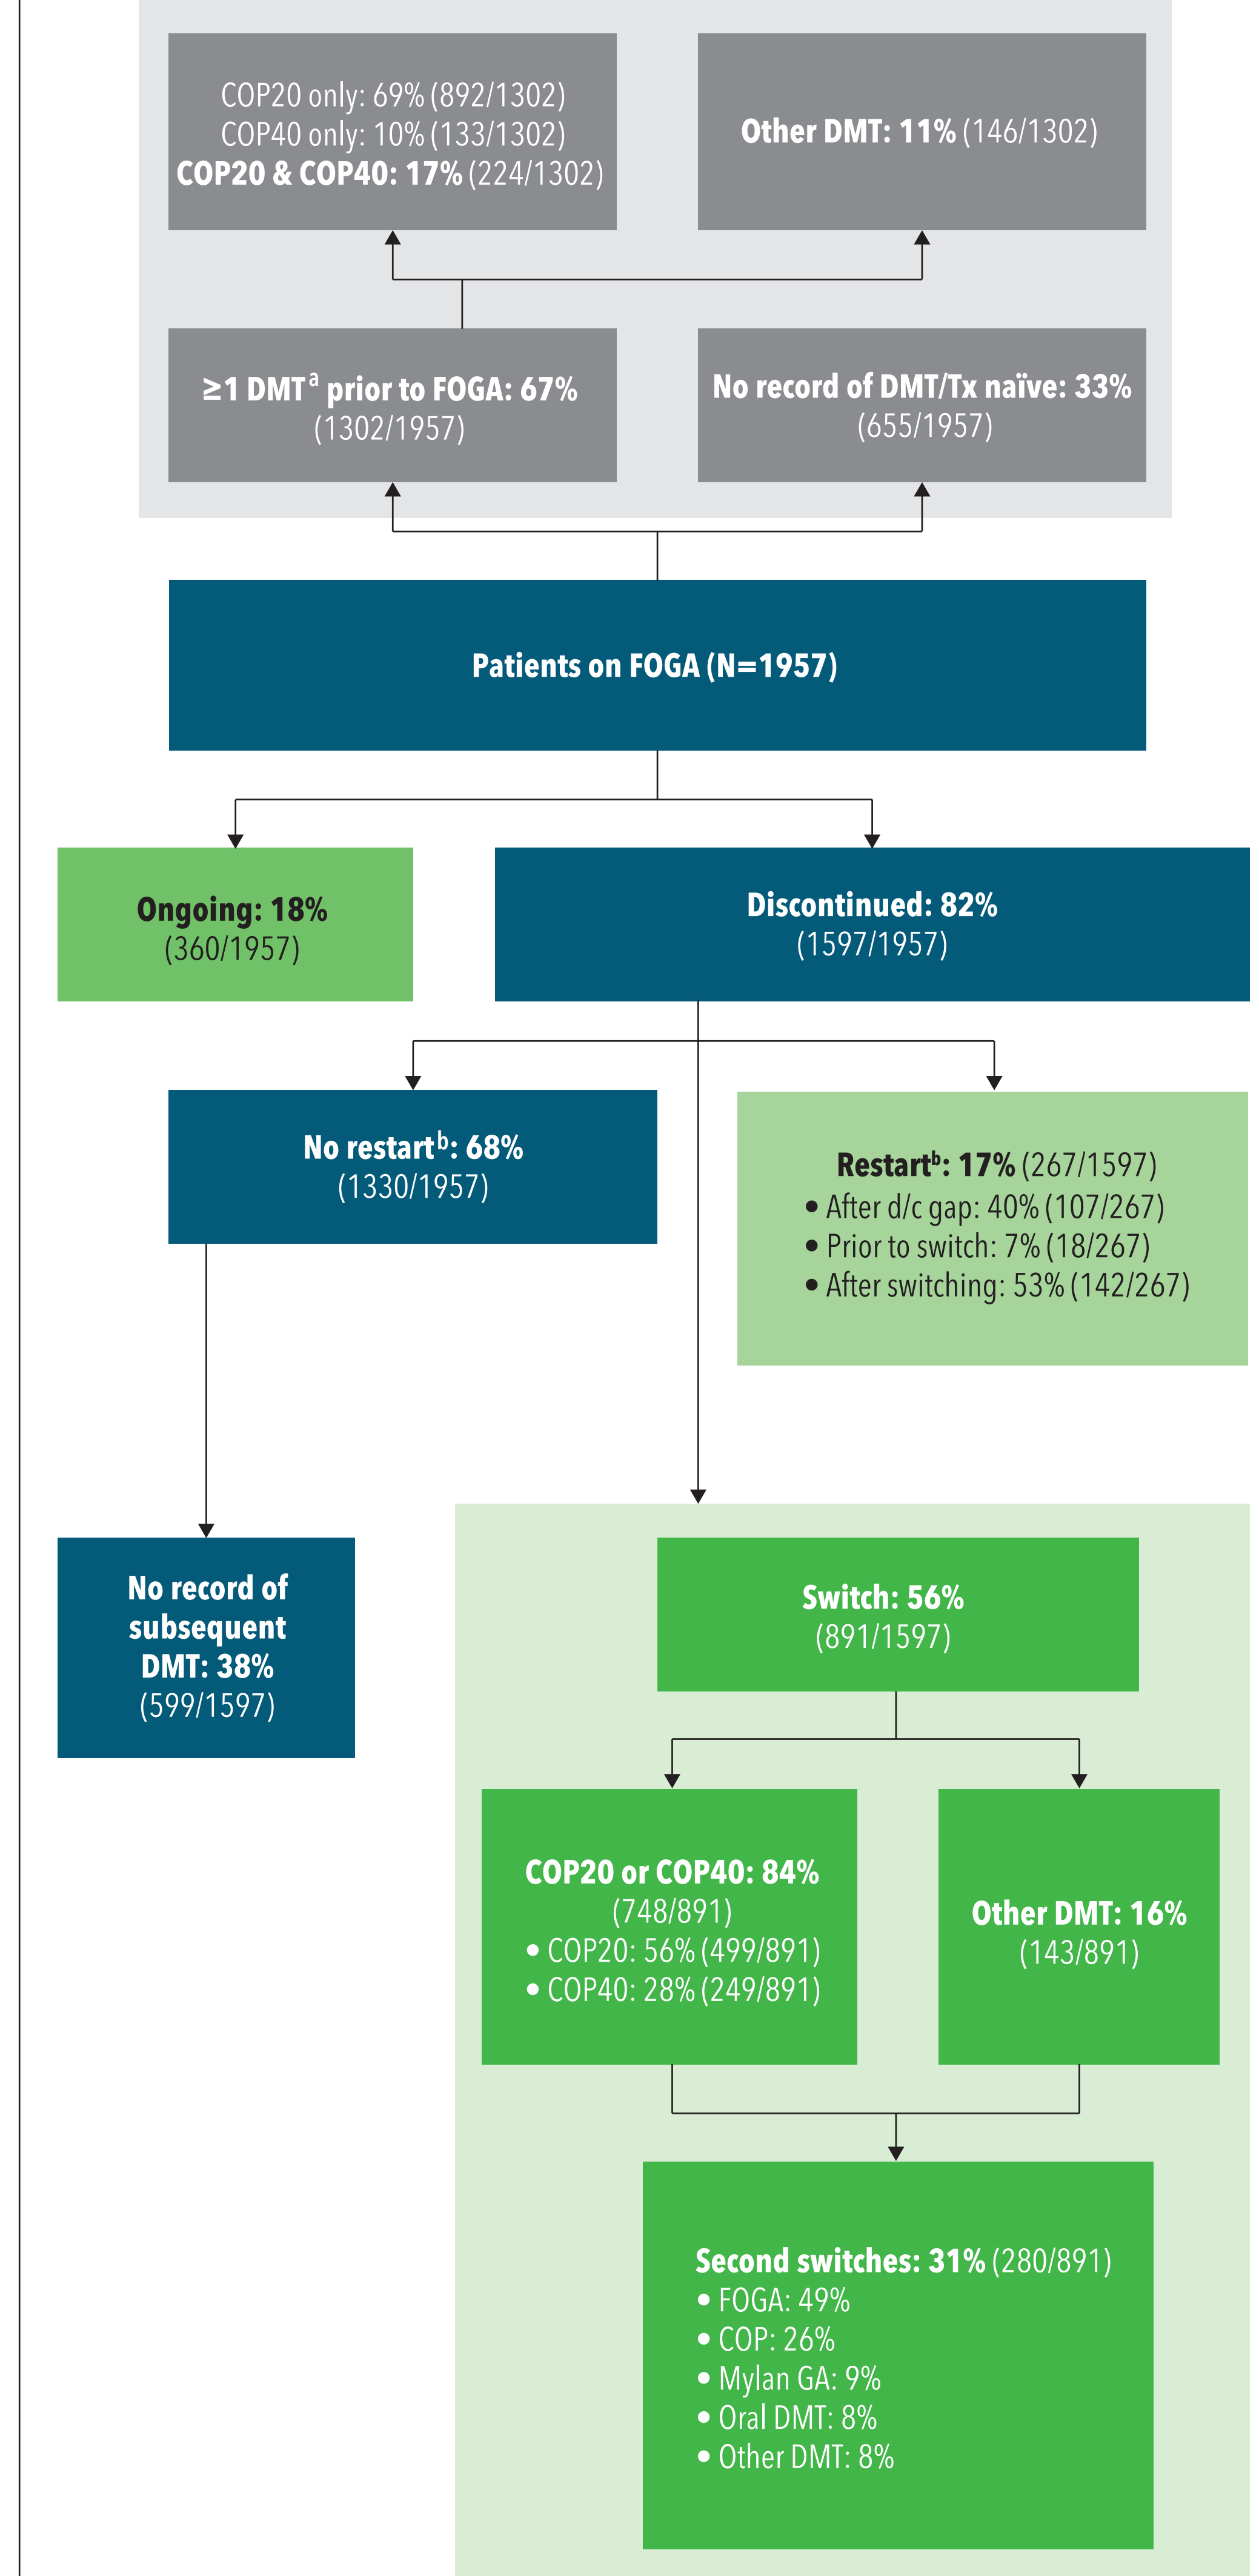 COP20 only: 69% (892/1302)
COP40 only: 10% (133/1302)
COP20 & COP40: 17% (224/1302)
Other DMT: 11% (146/1302)
≥1 DMTᵃ prior to FOGA: 67%
(1302/1957)
No record of DMT/Tx naïve: 33%
(655/1957)
Patients on FOGA (N=1957)
Ongoing: 18%
(360/1957)
Discontinued: 82%
(1597/1957)
No restartᵇ: 68%
(1330/1957)
Restartᵇ: 17% (267/1597)
• After d/c gap: 40% (107/267)
• Prior to switch: 7% (18/267)
• After switching: 53% (142/267)
No record of
subsequent
DMT: 38%
(599/1597)
Switch: 56%
(891/1597)
COP20 or COP40: 84%
(748/891)
• COP20: 56% (499/891)
• COP40: 28% (249/891)
Other DMT: 16%
(143/891)
Second switches: 31% (280/891)
• FOGA: 49%
• COP: 26%
• Mylan GA: 9%
• Oral DMT: 8%
• Other DMT: 8%